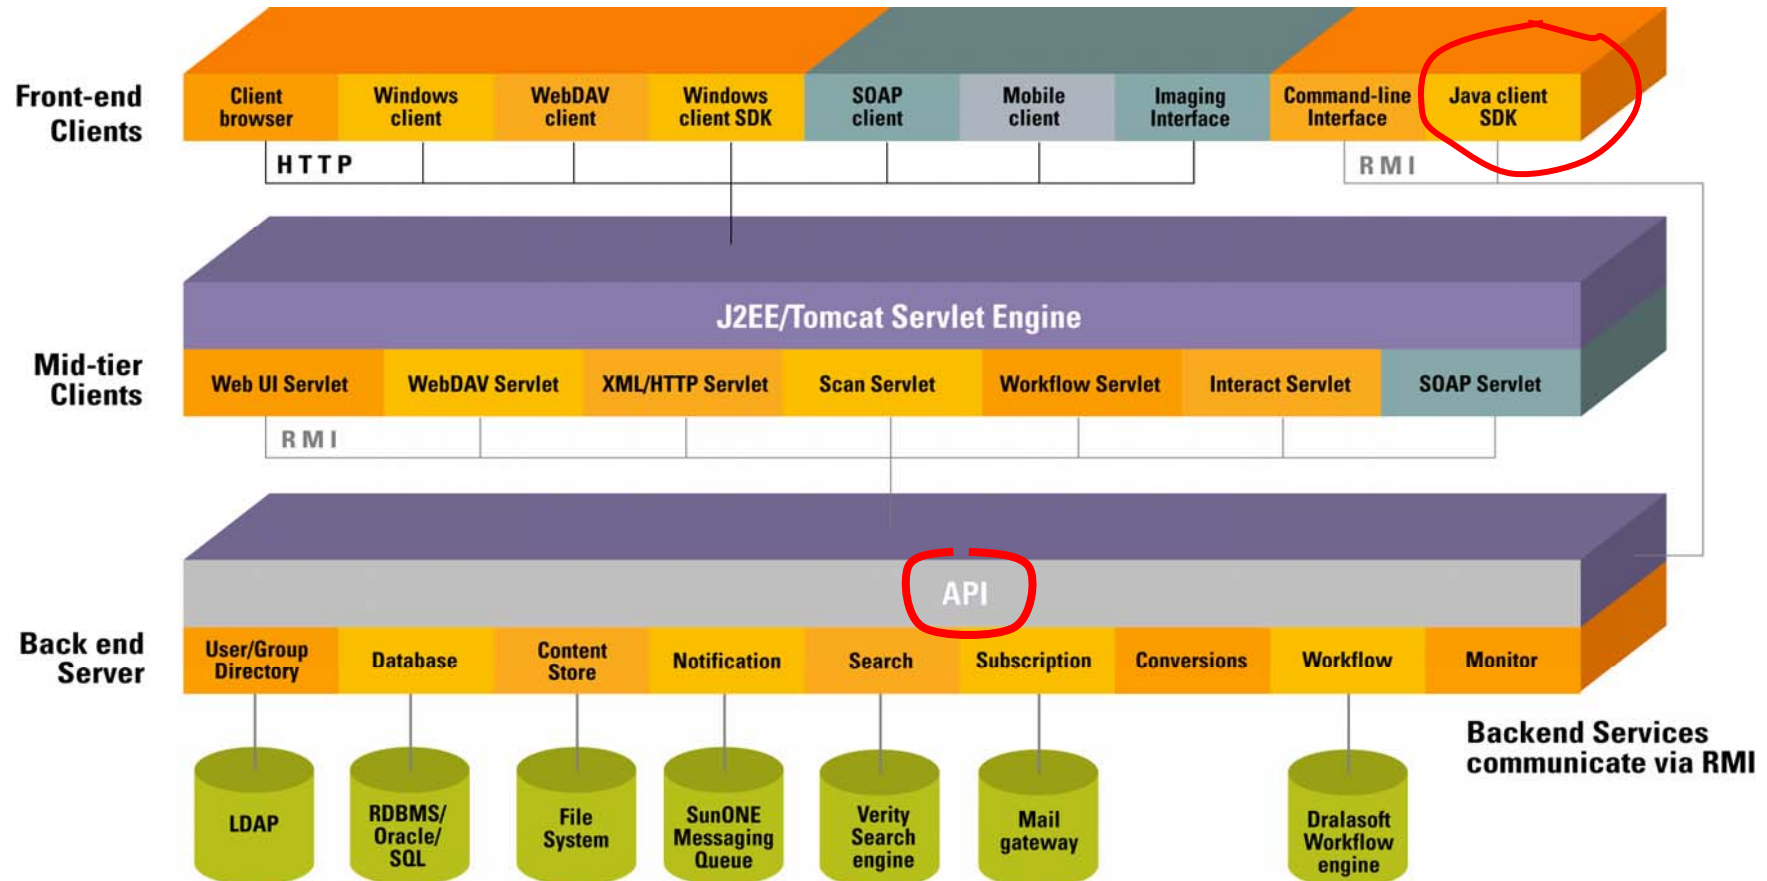 Front-end
Clients
Client
browser
Windows
client
WebDAV
client
Windows
client SDK
SOAP
client
Mobile
client
Imaging
Interface
Command-line
Interface
Java client
SDK
HTTP
RMI
J2EE/Tomcat Servlet Engine
Mid-tier
Clients
Web UI Servlet
WebDAV Servlet
XML/HTTP Servlet
Scan Servlet
Workflow Servlet
Interact Servlet
SOAP Servlet
RMI
API
Back end
Server
User/Group
Directory
Database
Content
Store
Notification
Search
Subscription
Conversions
Workflow
Monitor
Backend Services
communicate via RMI
LDAP
RDBMS/
Oracle/
SQL
File
System
SunONE
Messaging
Queue
Verity
Search
engine
Mail
gateway
Dralasoft
Workflow
engine